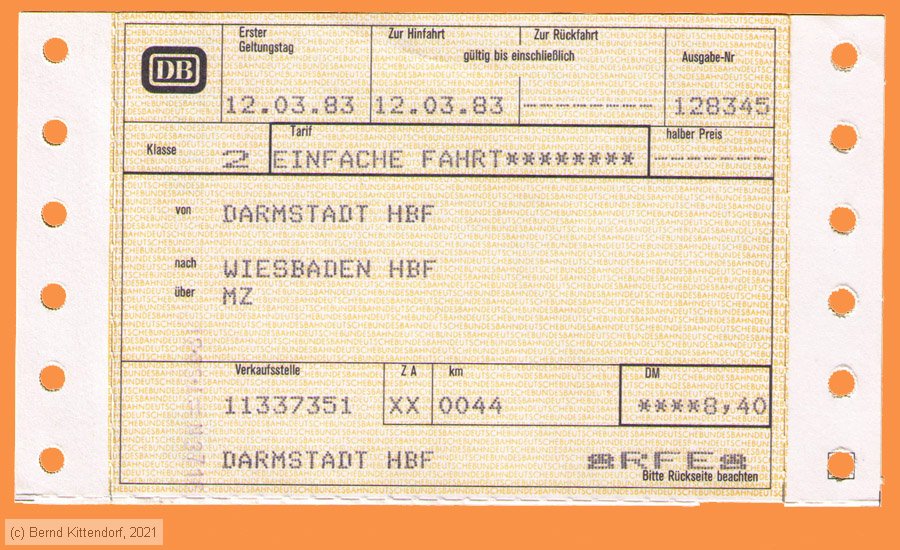 DB
Erster Geltungstag
Zur Hinfahrt
Zur Rückfahrt
gültig bis einschließlich
Ausgabe-Nr
12.03.83 12.03.83 --------- 128345
Klasse
2
Tarif
EINFACHE FAHRT********
halber Preis
--------
von DARMSTADT HBF
nach WIESBADEN HBF
über MZ
Verkaufsstelle
11337351
Z A
XX
km
0044
DM
****8,40
DARMSTADT HBF
Bitte Rückseite beachten
(c) Bernd Kittendorf, 2021